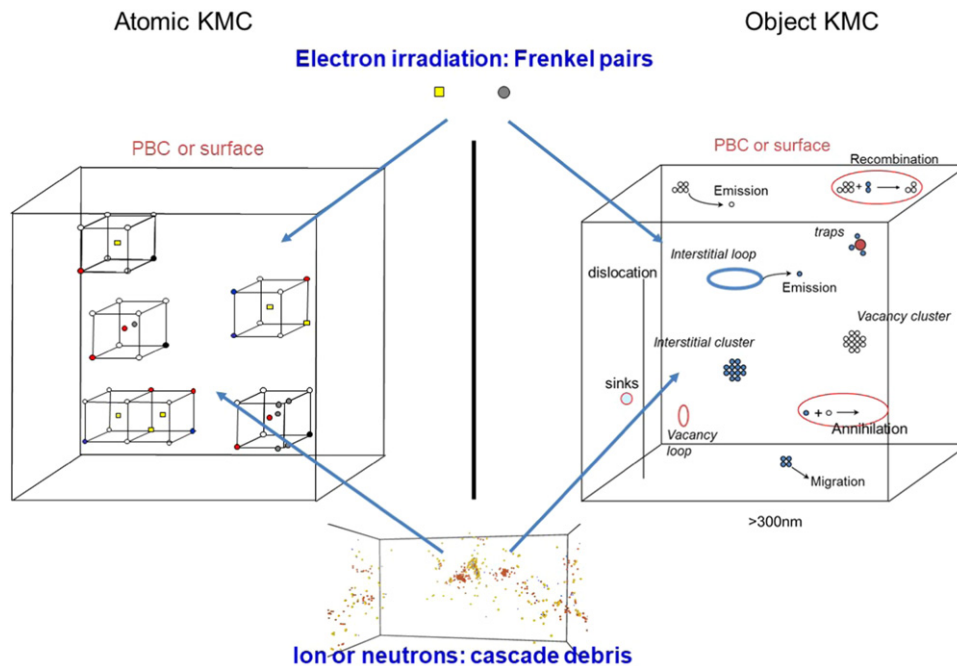 Atomic KMC
Object KMC
Electron irradiation: Frenkel pairs
PBC or surface
PBC or surface
Recombination
Emission
+
traps
Interstitial loop
dislocation
Emission
Vacancy cluster
Interstitial cluster
sinks
+
Annihilation
Vacancy
loop
Migration
>300nm
Ion or neutrons: cascade debris